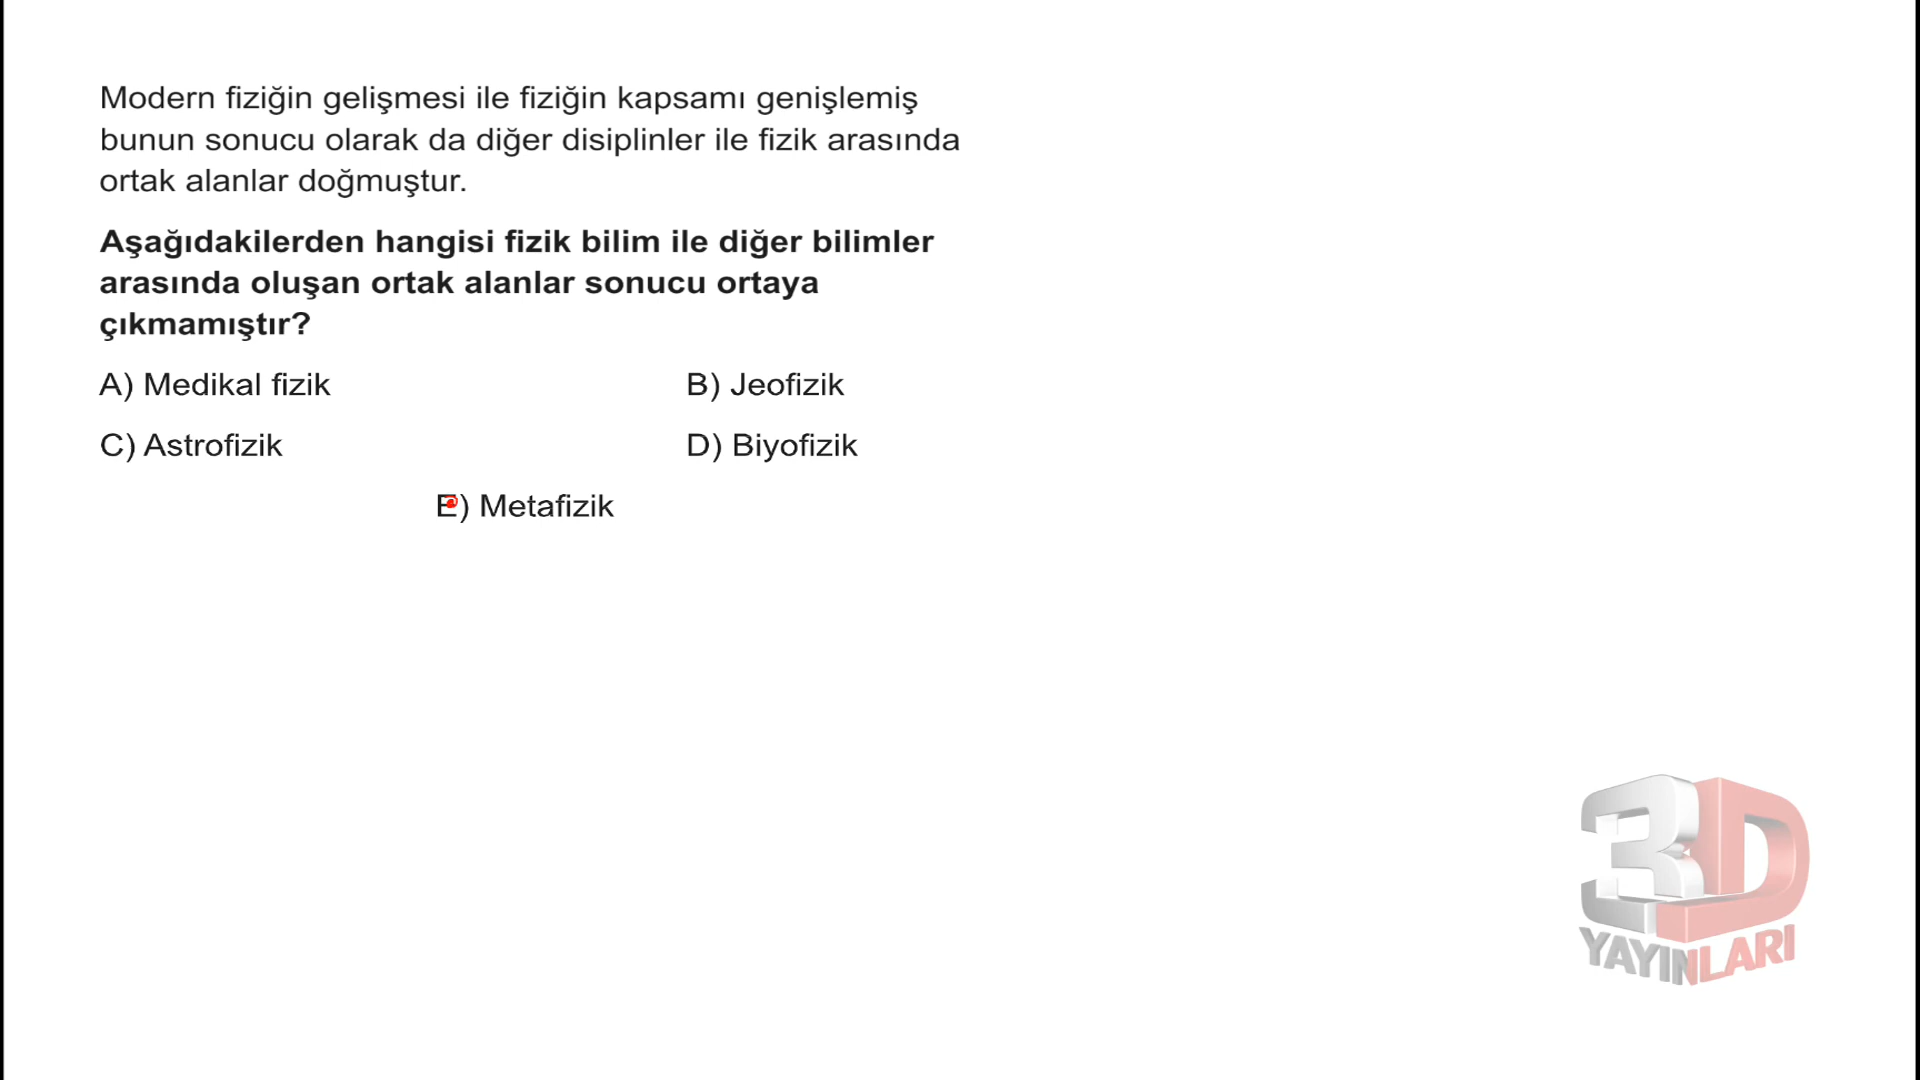 Modern fiziğin gelişmesi ile fiziğin kapsamı genişlemiş
bunun sonucu olarak da diğer disiplinler ile fizik arasında
ortak alanlar doğmuştur.
Aşağıdakilerden hangisi fizik bilim ile diğer bilimler
arasında oluşan ortak alanlar sonucu ortaya
çıkmamıştır?
A) Medikal fizik
B) Jeofizik
C) Astrofizik
D) Biyofizik
E) Metafizik
3D
YAYINLARI